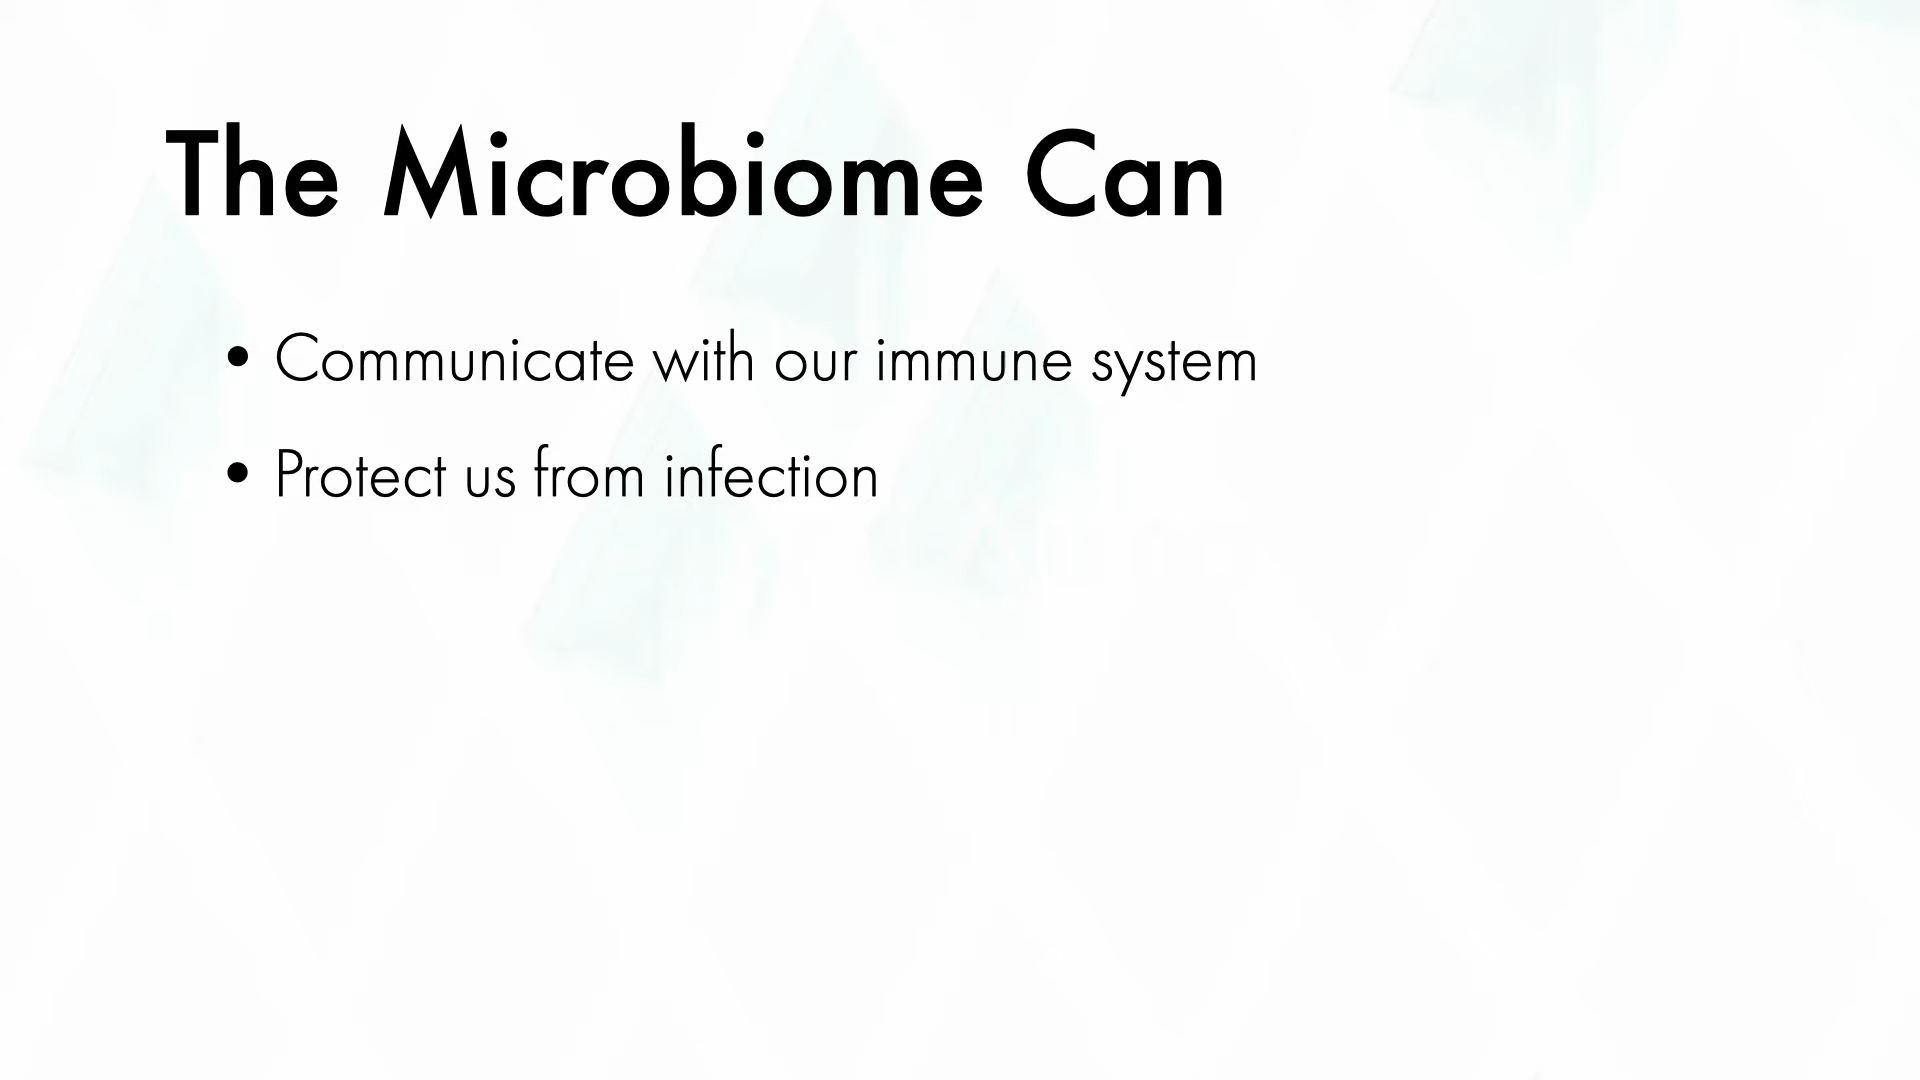 The Microbiome Can
• Communicate with our immune system
• Protect us from infection